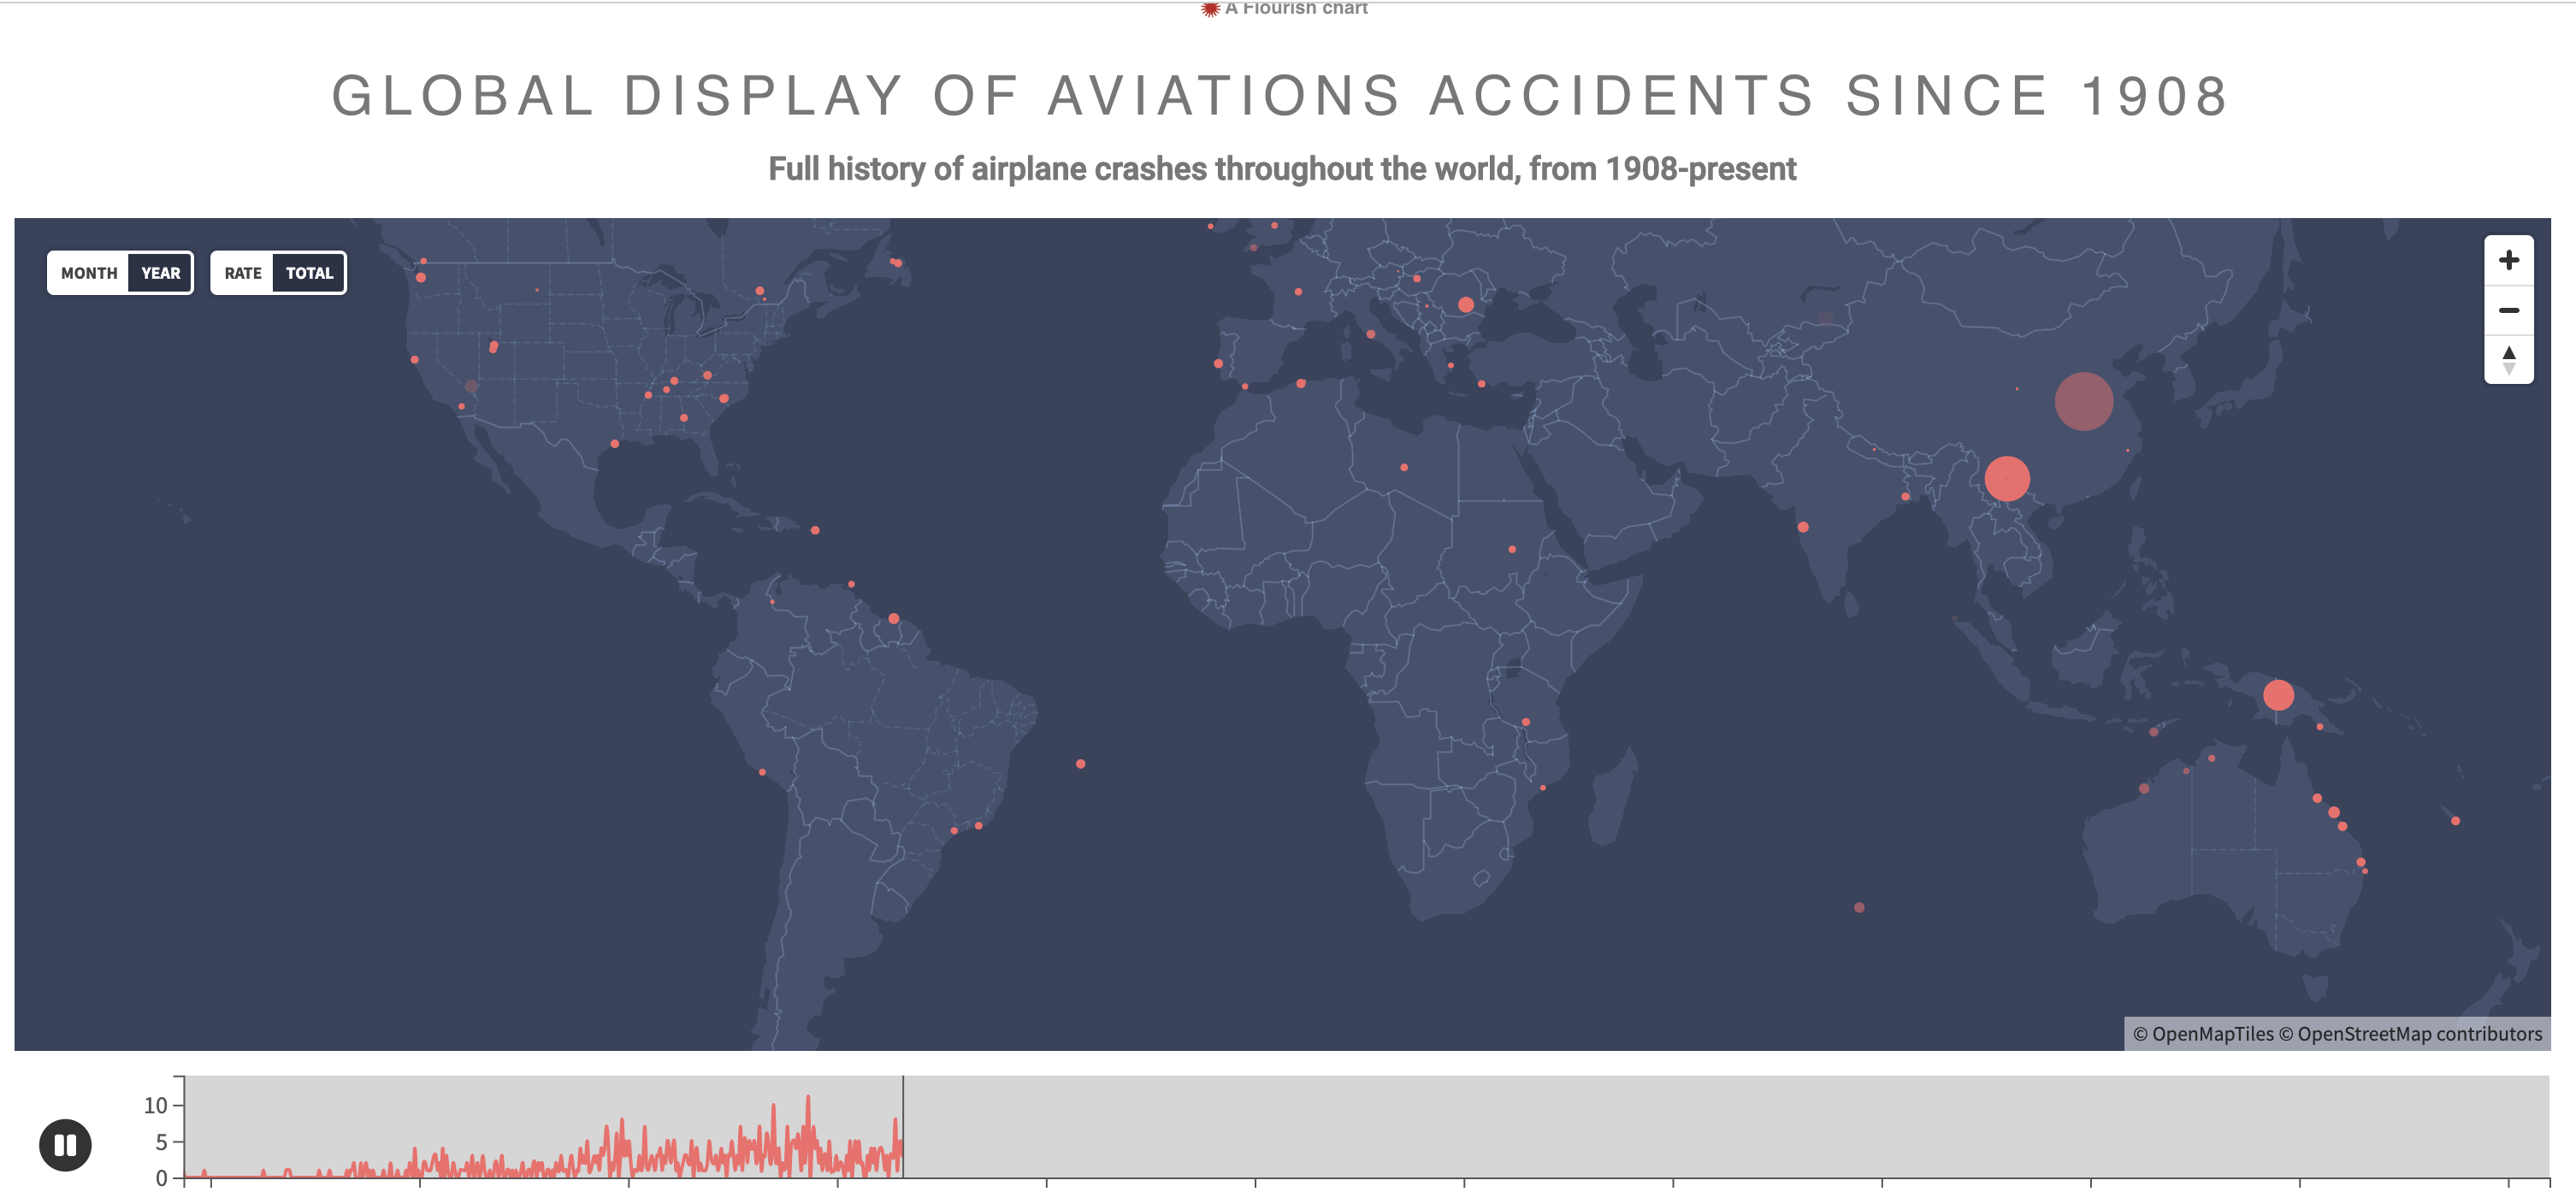 A Flourish chart
GLOBAL DISPLAY OF AVIATIONS ACCIDENTS SINCE 1908
Full history of airplane crashes throughout the world, from 1908-present
MONTH YEAR RATE TOTAL
© OpenMapTiles © OpenStreetMap contributors
10
5
0